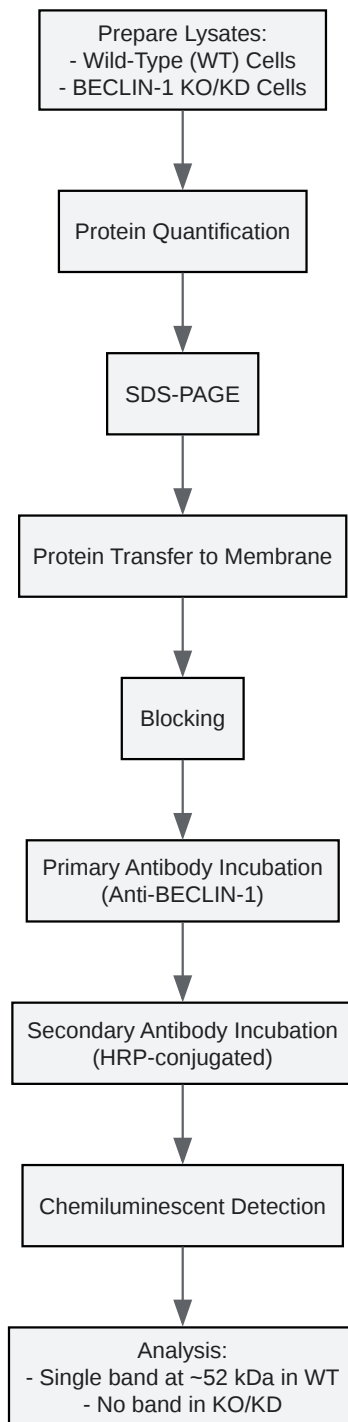 Prepare Lysates:
- Wild-Type (WT) Cells
- BECLIN-1 KO/KD Cells
Protein Quantification
SDS-PAGE
Protein Transfer to Membrane
Blocking
Primary Antibody Incubation
(Anti-BECLIN-1)
Secondary Antibody Incubation
(HRP-conjugated)
Chemiluminescent Detection
Analysis:
- Single band at ~52 kDa in WT
- No band in KO/KD